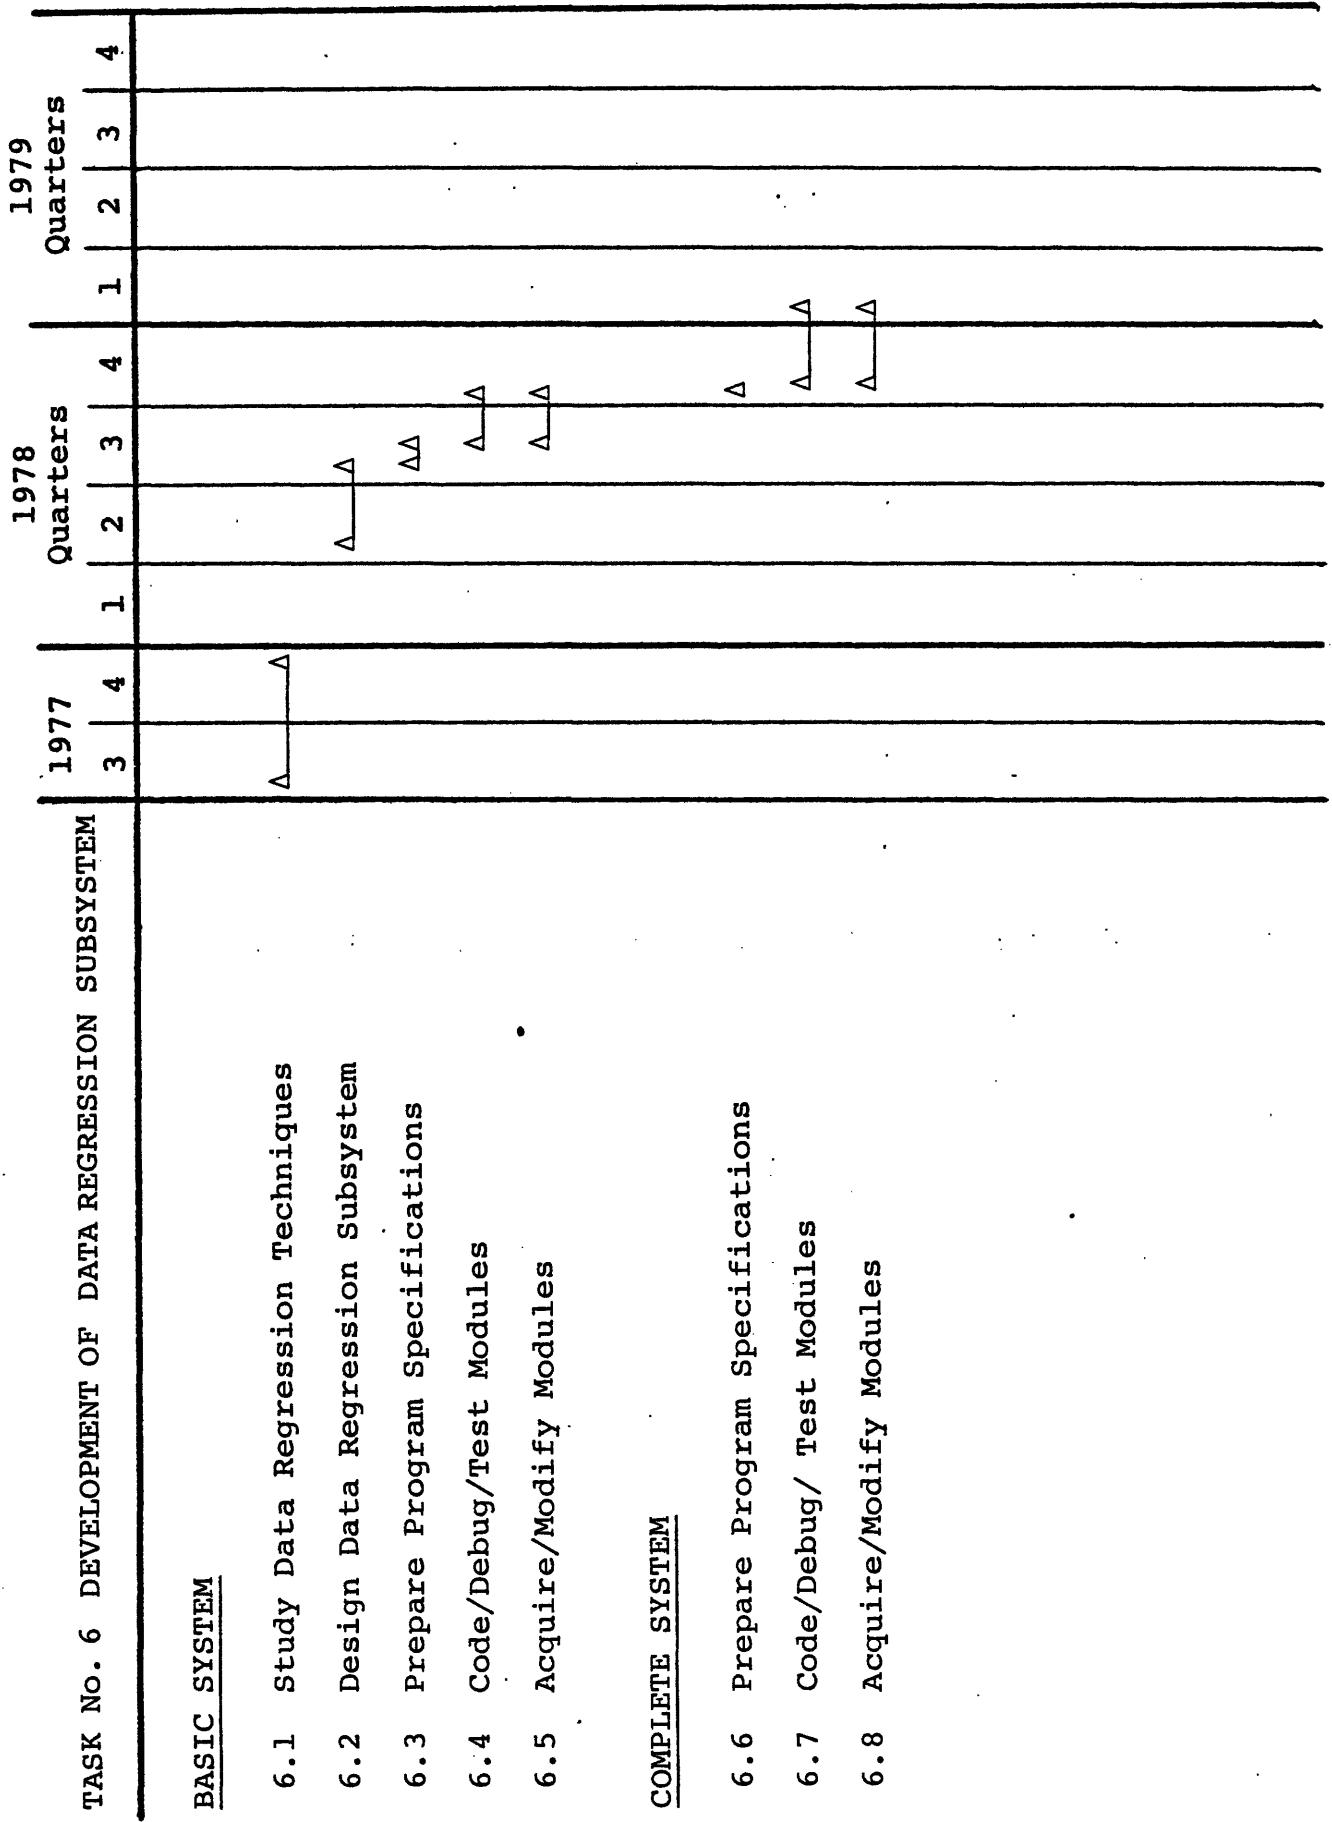 1977 1978 1979
Quarters Quarters
TASK No. 6 DEVELOPMENT OF DATA REGRESSION SUBSYSTEM 3 4 1 2 3 4 1 2 3 4
BASIC SYSTEM
6.1 Study Data Regression Techniques
6.2 Design Data Regression Subsystem
6.3 Prepare Program Specifications
6.4 Code/Debug/Test Modules
6.5 Acquire/Modify Modules
COMPLETE SYSTEM
6.6 Prepare Program Specifications
6.7 Code/Debug/ Test Modules
6.8 Acquire/Modify Modules